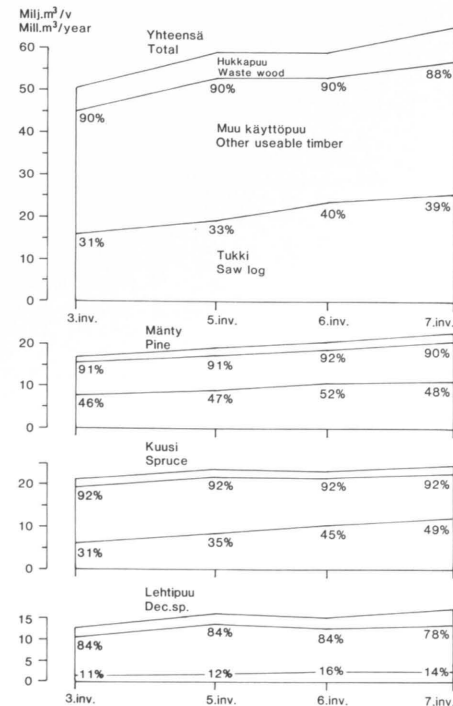 Milj.m³/v
Mill.m³/year
Yhteensä
Total
60
50
40
30
20
10
0
Hukkapuu
Waste wood
90%
90%
90%
88%
Muu käyttöpuu
Other useable timber
31%
33%
40%
39%
Tukki
Saw log
3.inv.
5.inv.
6.inv.
7.inv.
Mänty
Pine
20
10
0
91%
91%
92%
90%
46%
47%
52%
48%
Kuusi
Spruce
20
10
0
92%
92%
92%
92%
31%
35%
45%
49%
Lehtipuu
Dec.sp.
15
10
5
0
84%
84%
84%
78%
11%
12%
16%
14%
3.inv.
5.inv.
6.inv.
7.inv.